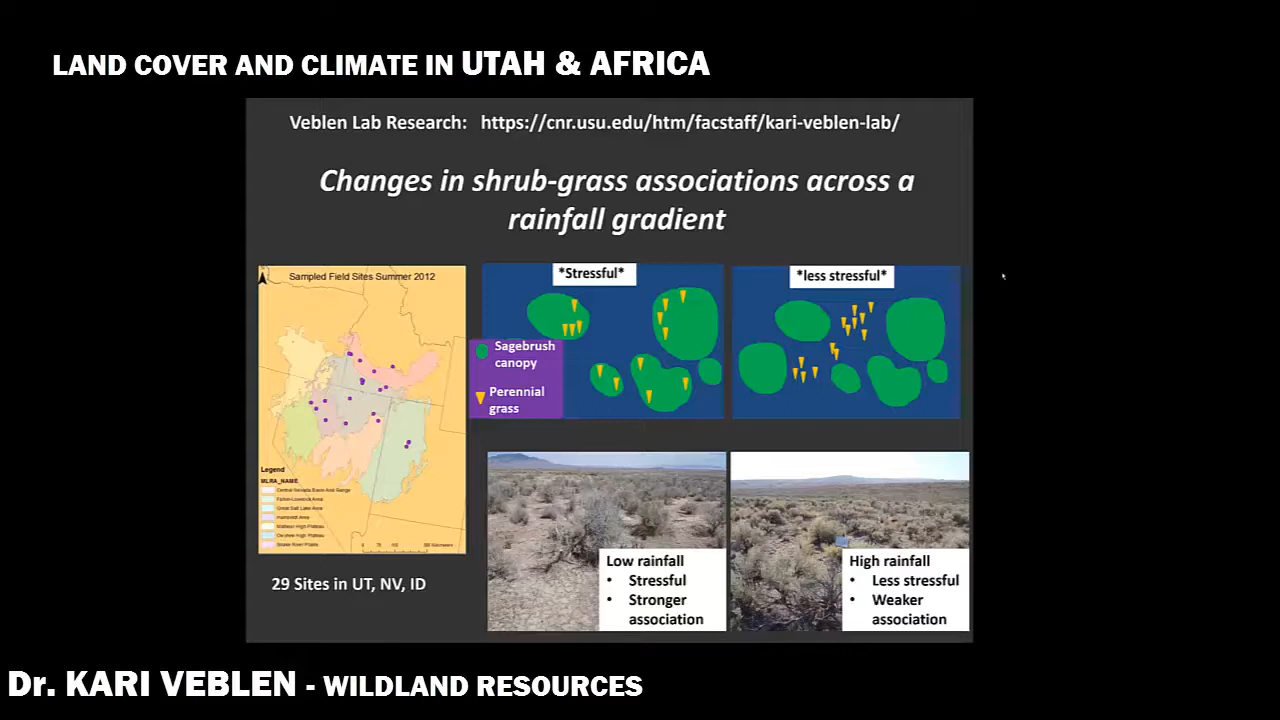 LAND COVER AND CLIMATE IN UTAH & AFRICA
Veblen Lab Research: https://cnr.usu.edu/htm/facstaff/kari-veblen-lab/
Changes in shrub-grass associations across a
rainfall gradient
Sampled Field Sites Summer 2012
*Stressful*
*less stressful*
Sagebrush
canopy
Perennial
grass
Legend
MLRA_NAME
Central Nevada Basin And Range
Fallon-Lovelock Area
Great Salt Lake Area
Humboldt Area
Malheur High Plateau
Owyhee High Plateau
Snake River Plains
29 Sites in UT, NV, ID
Low rainfall
• Stressful
• Stronger
association
High rainfall
• Less stressful
• Weaker
association
Dr. KARI VEBLEN - WILDLAND RESOURCES